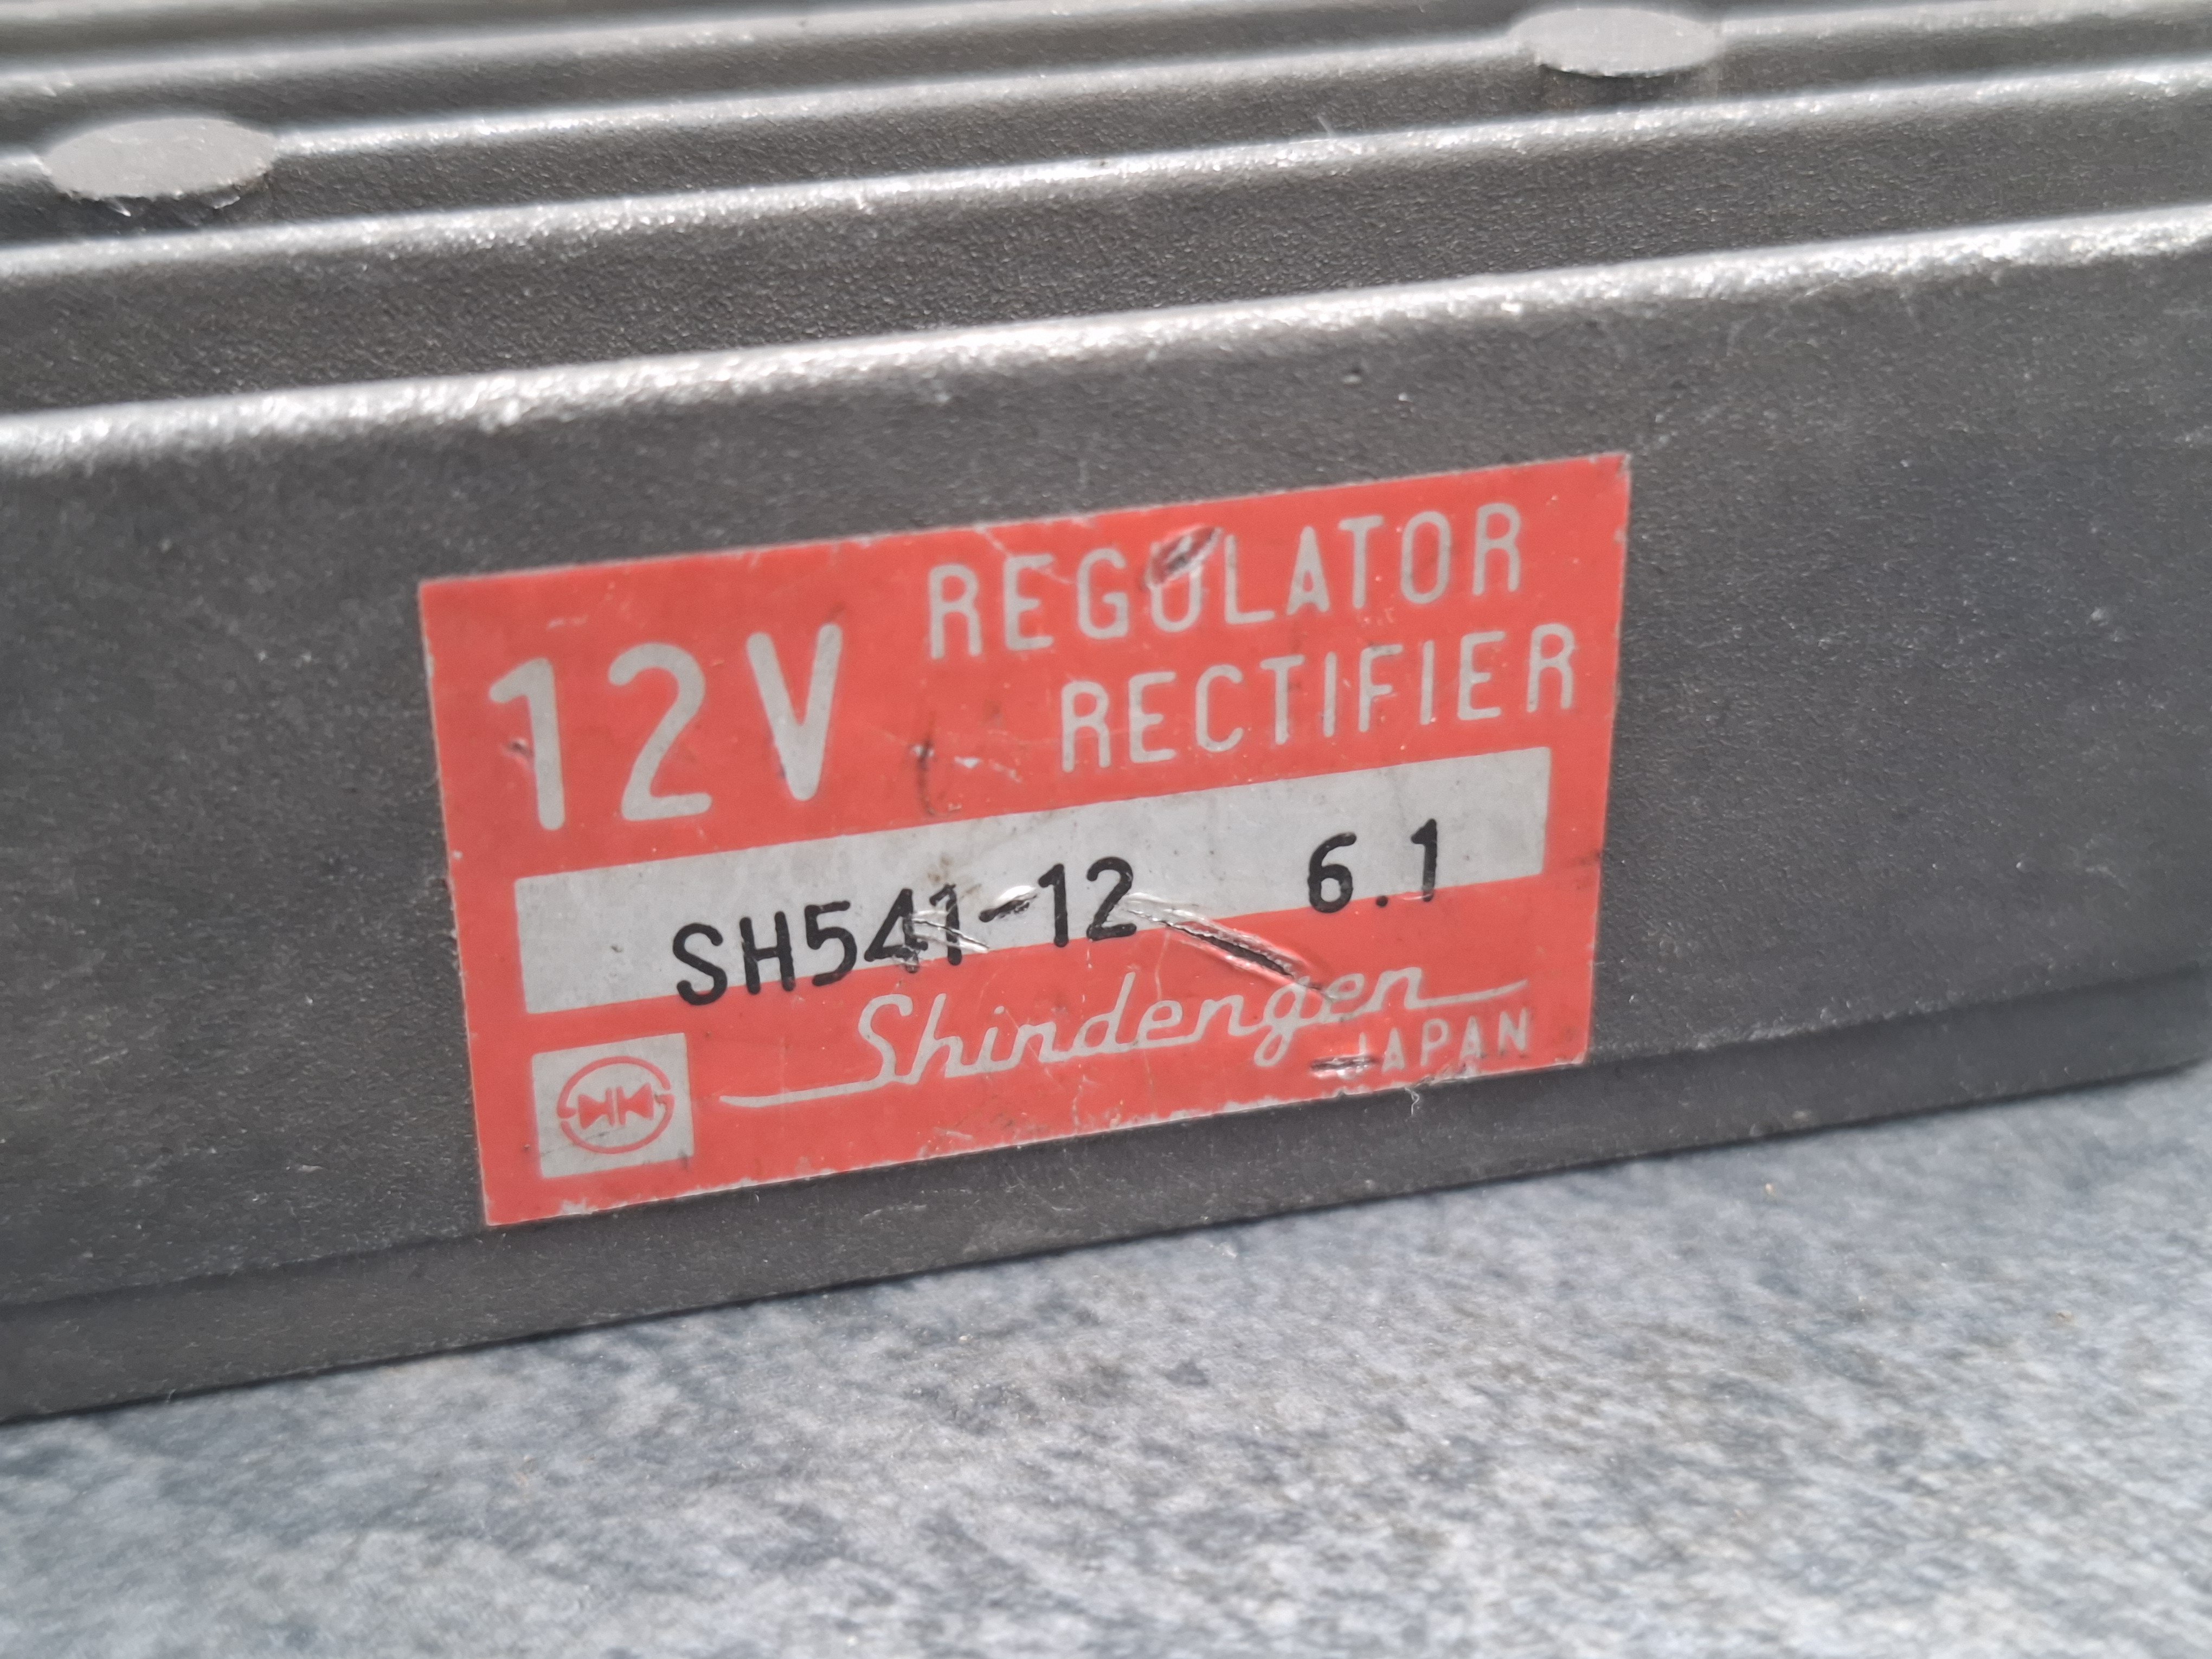 12V REGULATOR
RECTIFIER
SH541-12 6.1
Shindengen
JAPAN